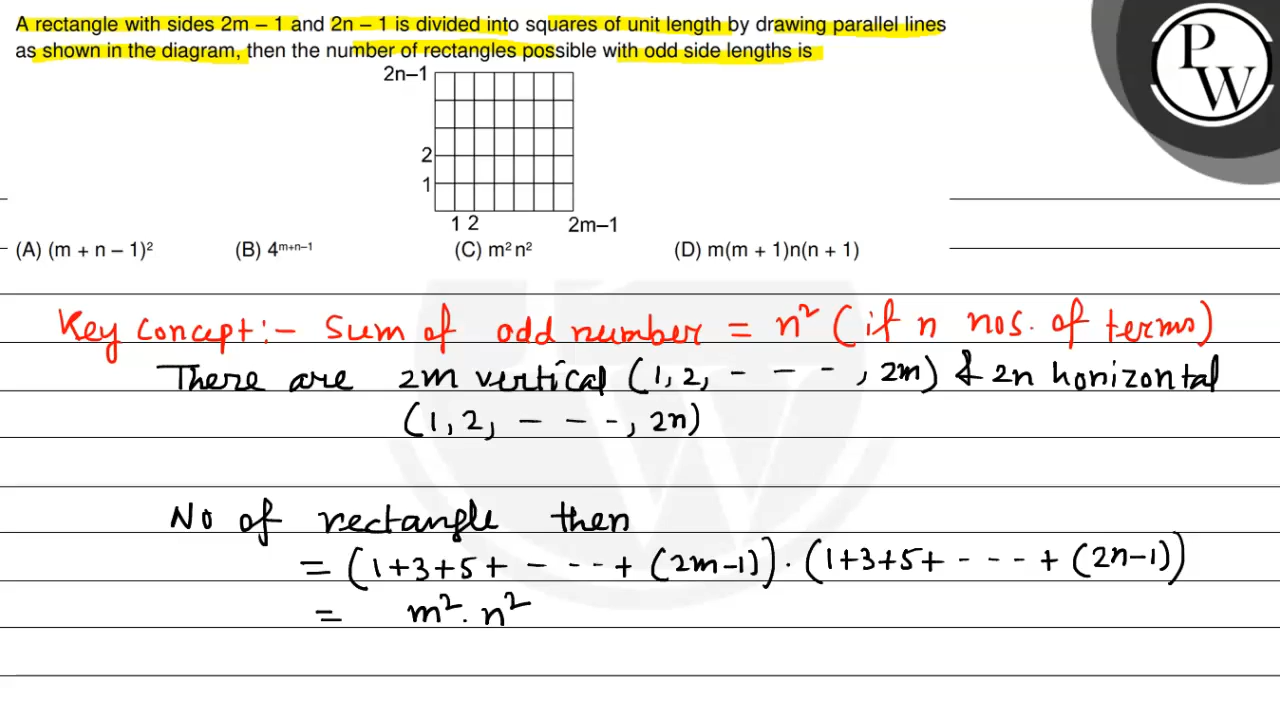 A rectangle with sides 2m – 1 and 2n – 1 is divided into squares of unit length by drawing parallel lines
as shown in the diagram, then the number of rectangles possible with odd side lengths is
P
W
2n–1
2
1
1 2
2m–1
(A) (m + n – 1)² (B) 4ᵐ⁺ⁿ⁻¹ (C) m² n² (D) m(m + 1)n(n + 1)
Key concept:- Sum of odd number = n² (if n nos. of terms)
There are 2m vertical (1, 2, - - - , 2m) & 2n horizontal
(1, 2, - - - , 2n)
No of rectangle then
= (1+3+5+ - - - + (2m-1)) . (1+3+5+ - - - + (2n-1))
= m² . n²